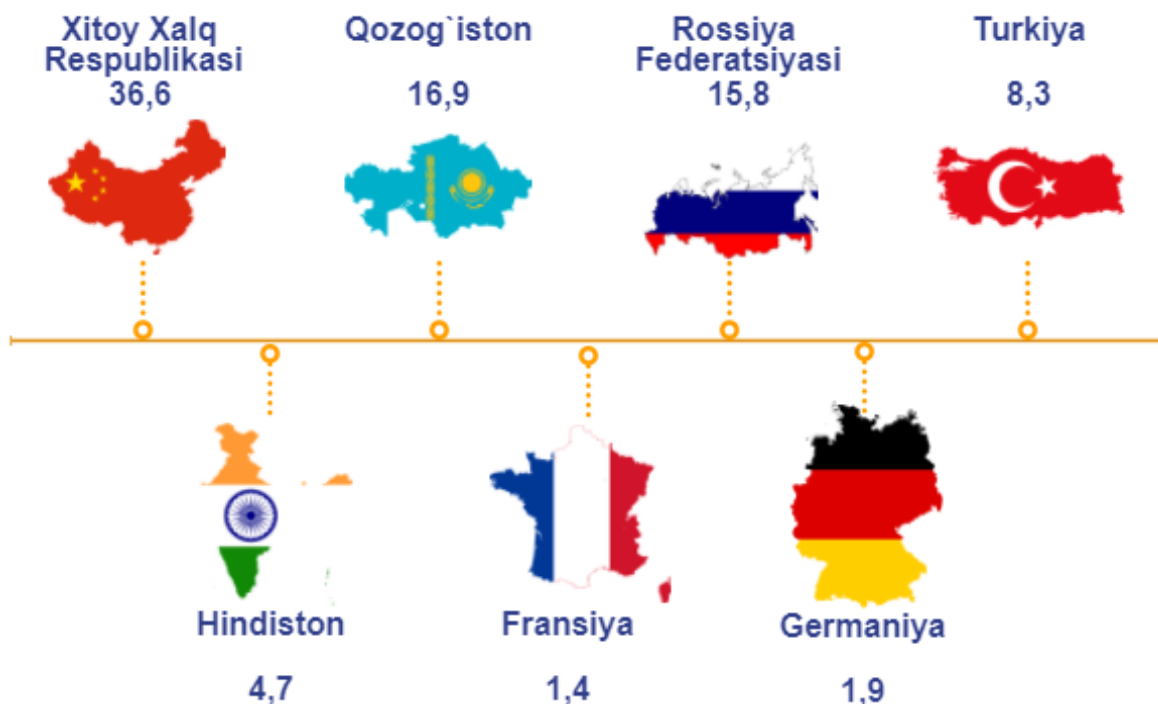 Xitoy Xalq
Respublikasi
36,6
Qozog`iston
16,9
Rossiya
Federatsiyasi
15,8
Turkiya
8,3
Hindiston
4,7
Fransiya
1,4
Germaniya
1,9